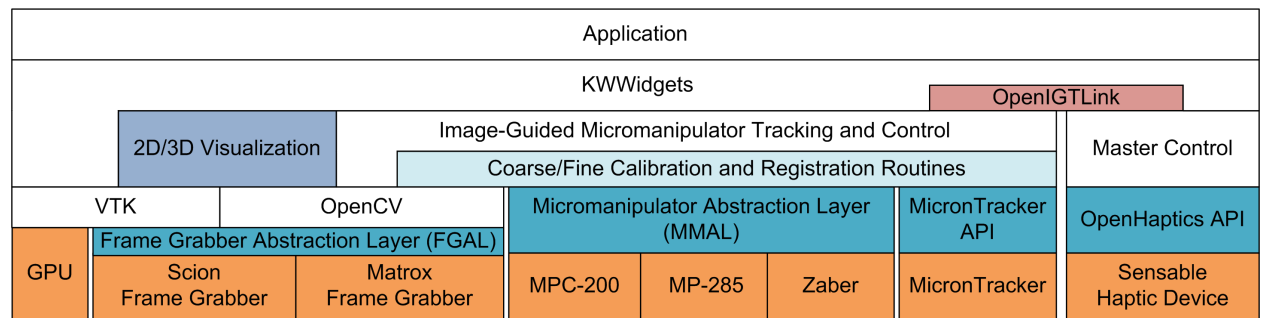 Application
KWWidgets
OpenIGTLink
2D/3D Visualization
Image-Guided Micromanipulator Tracking and Control
Master Control
Coarse/Fine Calibration and Registration Routines
VTK
OpenCV
Micromanipulator Abstraction Layer
(MMAL)
MicronTracker
API
OpenHaptics API
Frame Grabber Abstraction Layer (FGAL)
GPU
Scion
Frame Grabber
Matrox
Frame Grabber
MPC-200
MP-285
Zaber
MicronTracker
Sensable
Haptic Device